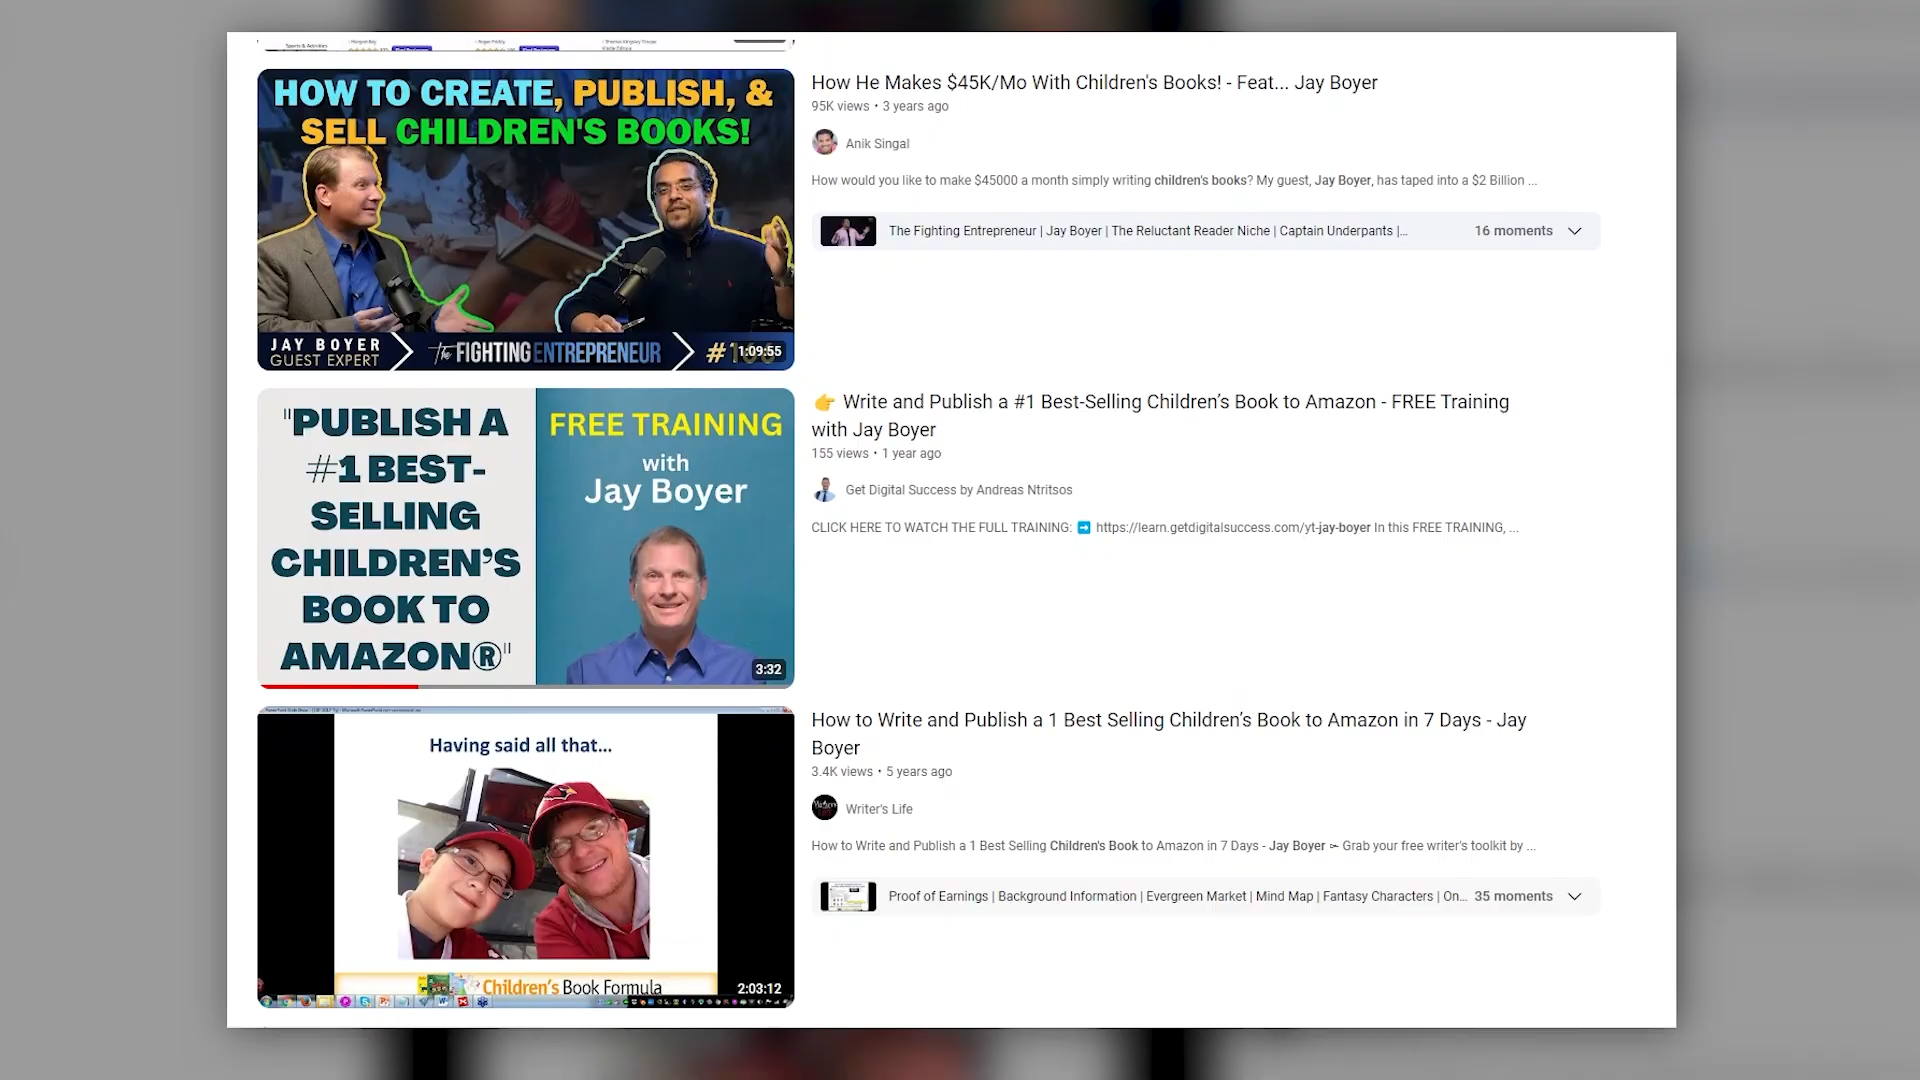 Sports & Activities
HOW TO CREATE, PUBLISH, &
SELL CHILDREN'S BOOKS!
JAY BOYER
GUEST EXPERT
The FIGHTING ENTREPRENEUR
#
1:09:55
How He Makes $45K/Mo With Children's Books! - Feat... Jay Boyer
95K views • 3 years ago
Anik Singal
How would you like to make $45000 a month simply writing children's books? My guest, Jay Boyer, has taped into a $2 Billion ...
The Fighting Entrepreneur | Jay Boyer | The Reluctant Reader Niche | Captain Underpants |...
16 moments
"PUBLISH A
#1 BEST-
SELLING
CHILDREN'S
BOOK TO
AMAZON®"
FREE TRAINING
with
Jay Boyer
3:32
👉 Write and Publish a #1 Best-Selling Children’s Book to Amazon - FREE Training
with Jay Boyer
155 views • 1 year ago
Get Digital Success by Andreas Ntritsos
CLICK HERE TO WATCH THE FULL TRAINING: ➡️ https://learn.getdigitalsuccess.com/yt-jay-boyer In this FREE TRAINING, ...
Having said all that...
Children's Book Formula
2:03:12
How to Write and Publish a 1 Best Selling Children’s Book to Amazon in 7 Days - Jay
Boyer
3.4K views • 5 years ago
Writer's Life
How to Write and Publish a 1 Best Selling Children's Book to Amazon in 7 Days - Jay Boyer ✃ Grab your free writer's toolkit by ...
Proof of Earnings | Background Information | Evergreen Market | Mind Map | Fantasy Characters | On...
35 moments